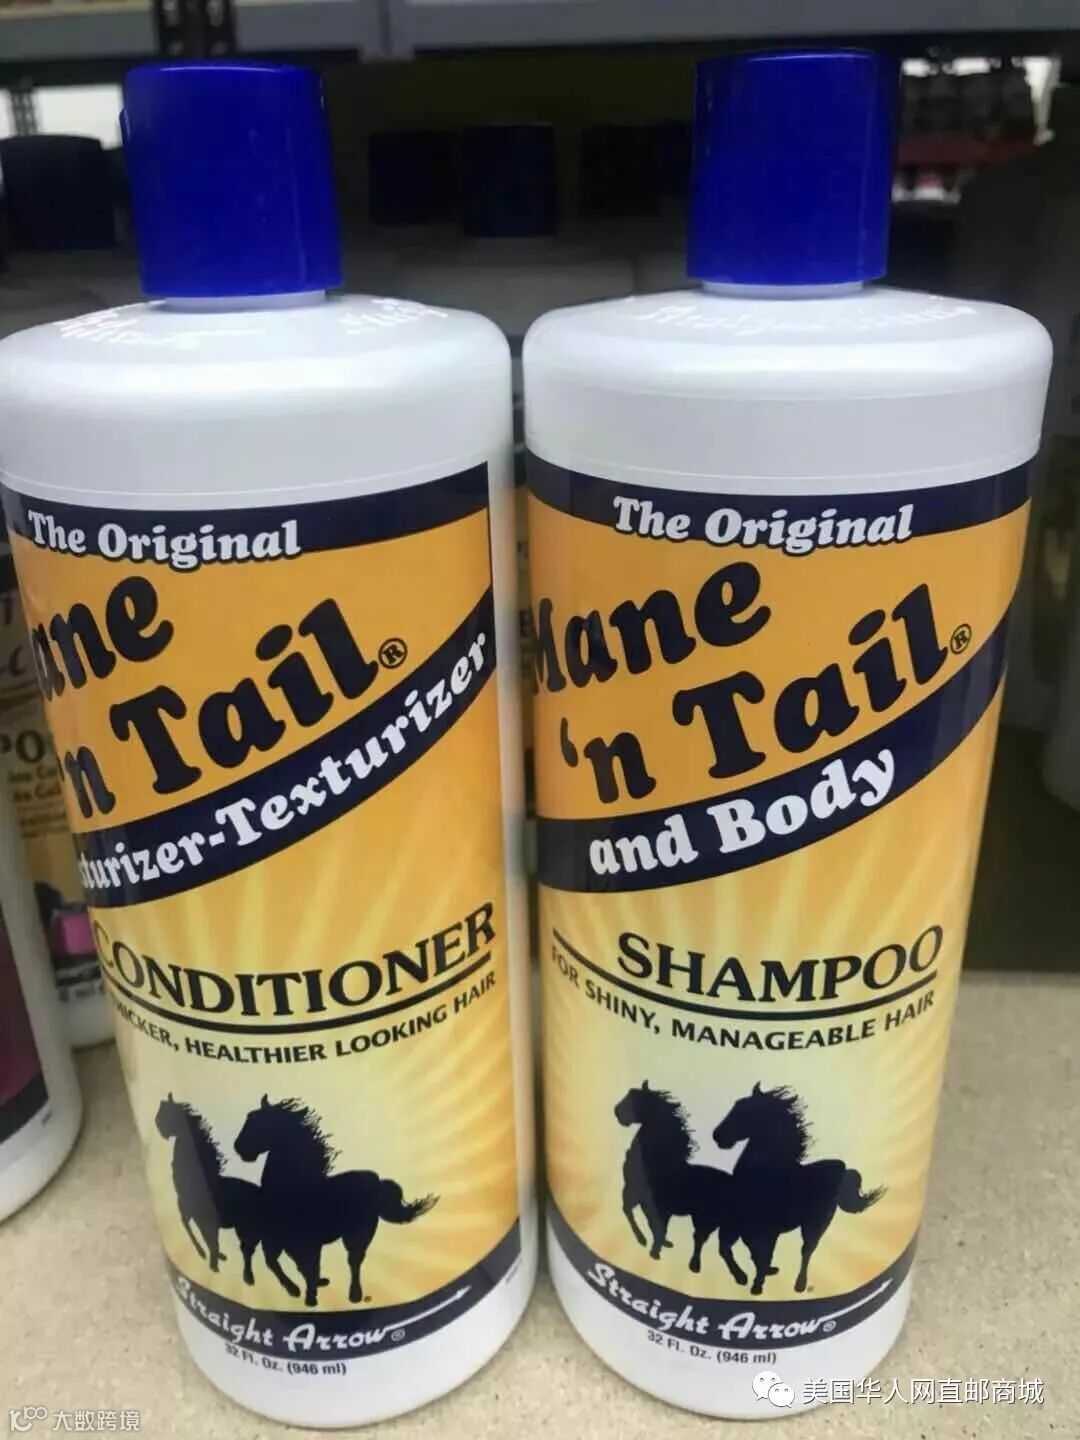 The Original
ane
'n Tail®
sturizer-Texturizer
CONDITIONER
THICKER, HEALTHIER LOOKING HAIR
Straight Arrow®
32 Fl. Oz. (946 ml)
The Original
Mane
'n Tail®
and Body
SHAMPOO
FOR SHINY, MANAGEABLE HAIR
Straight Arrow®
32 Fl. Oz. (946 ml)
美国华人网直邮商城
大数跨境